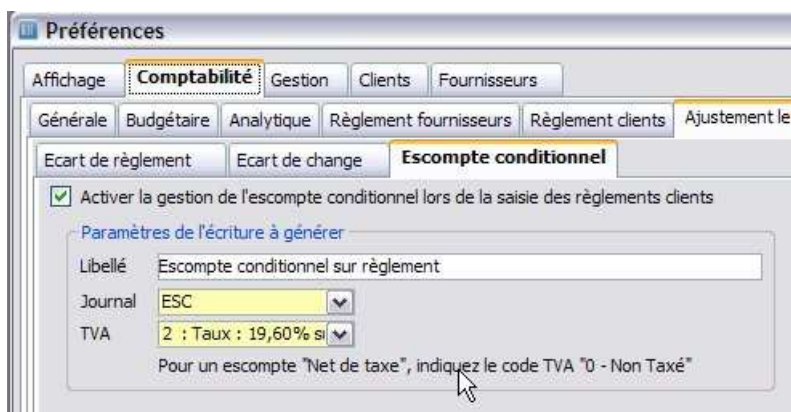 Préférences
Affichage Comptabilité Gestion Clients Fournisseurs
Générale Budgétaire Analytique Règlement fournisseurs Règlement clients Ajustement le
Ecart de règlement Ecart de change Escompte conditionnel
Activer la gestion de l'escompte conditionnel lors de la saisie des règlements clients
Paramètres de l'écriture à générer
Libellé Escompte conditionnel sur règlement
Journal ESC
TVA 2 : Taux : 19,60%
Pour un escompte "Net de taxe", indiquez le code TVA "0 - Non Taxé"